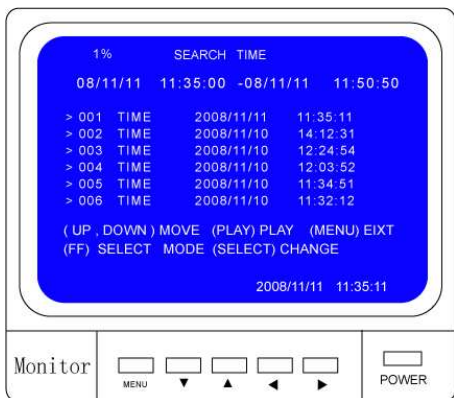 1% SEARCH TIME
08/11/11 11:35:00 -08/11/11 11:50:50
> 001 TIME 2008/11/11 11:35:11
> 002 TIME 2008/11/10 14:12:31
> 003 TIME 2008/11/10 12:24:54
> 004 TIME 2008/11/10 12:03:52
> 005 TIME 2008/11/10 11:34:51
> 006 TIME 2008/11/10 11:32:12
( UP , DOWN ) MOVE (PLAY) PLAY (MENU) EIXT
(FF) SELECT MODE (SELECT) CHANGE
2008/11/11 11:35:11
Monitor
MENU ▼ ▲ ◀ ▶
POWER